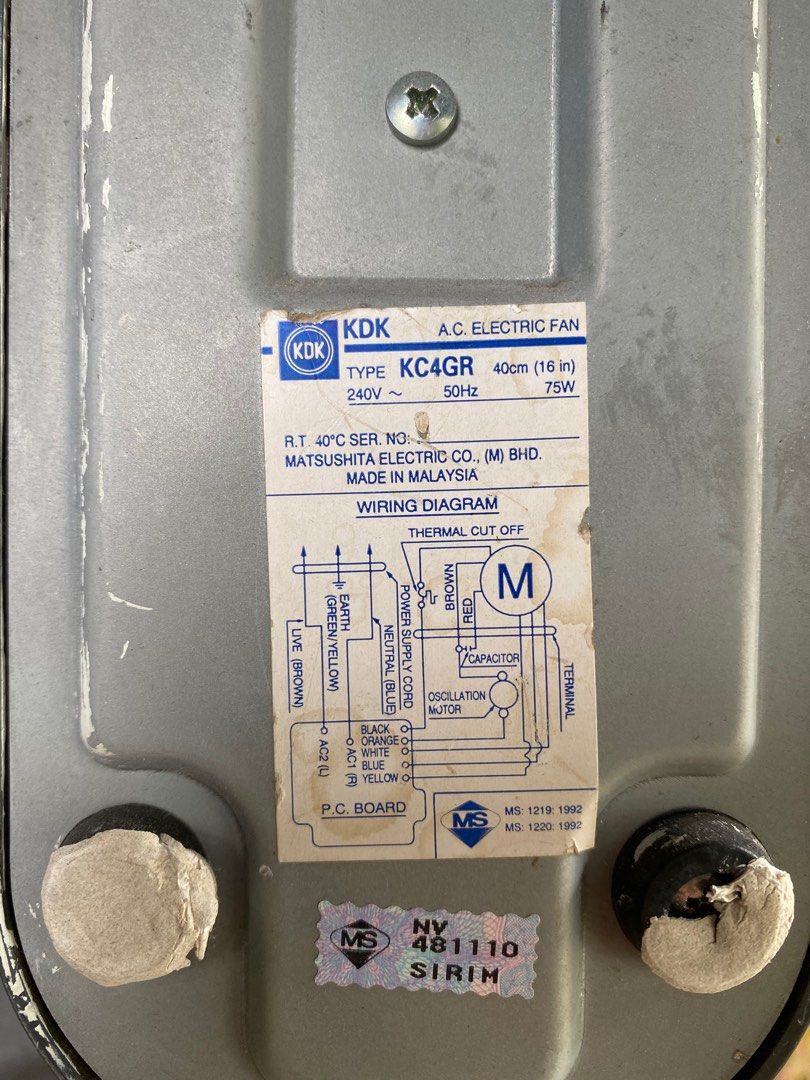 KDK
KDK A.C. ELECTRIC FAN
TYPE KC4GR 40cm (16 in)
240V ~ 50Hz 75W
R.T. 40°C SER. NO:
MATSUSHITA ELECTRIC CO., (M) BHD.
MADE IN MALAYSIA
WIRING DIAGRAM
THERMAL CUT OFF
M
BROWN
RED
LIVE (BROWN)
EARTH
(GREEN/YELLOW)
NEUTRAL (BLUE)
POWER SUPPLY CORD
CAPACITOR
TERMINAL
OSCILLATION
MOTOR
AC2 (L)
AC1 (R)
BLACK
ORANGE
WHITE
BLUE
YELLOW
P.C. BOARD
MS
MS: 1219: 1992
MS: 1220: 1992
MS
NV
481110
SIRIM